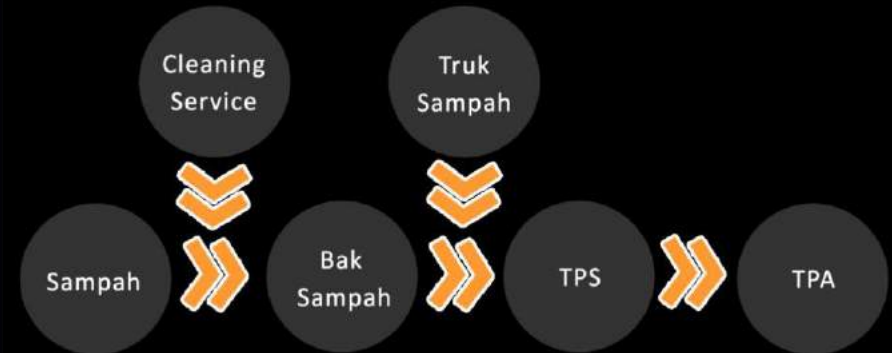 Cleaning
Service
Truk
Sampah
Sampah
Bak
Sampah
TPS
TPA